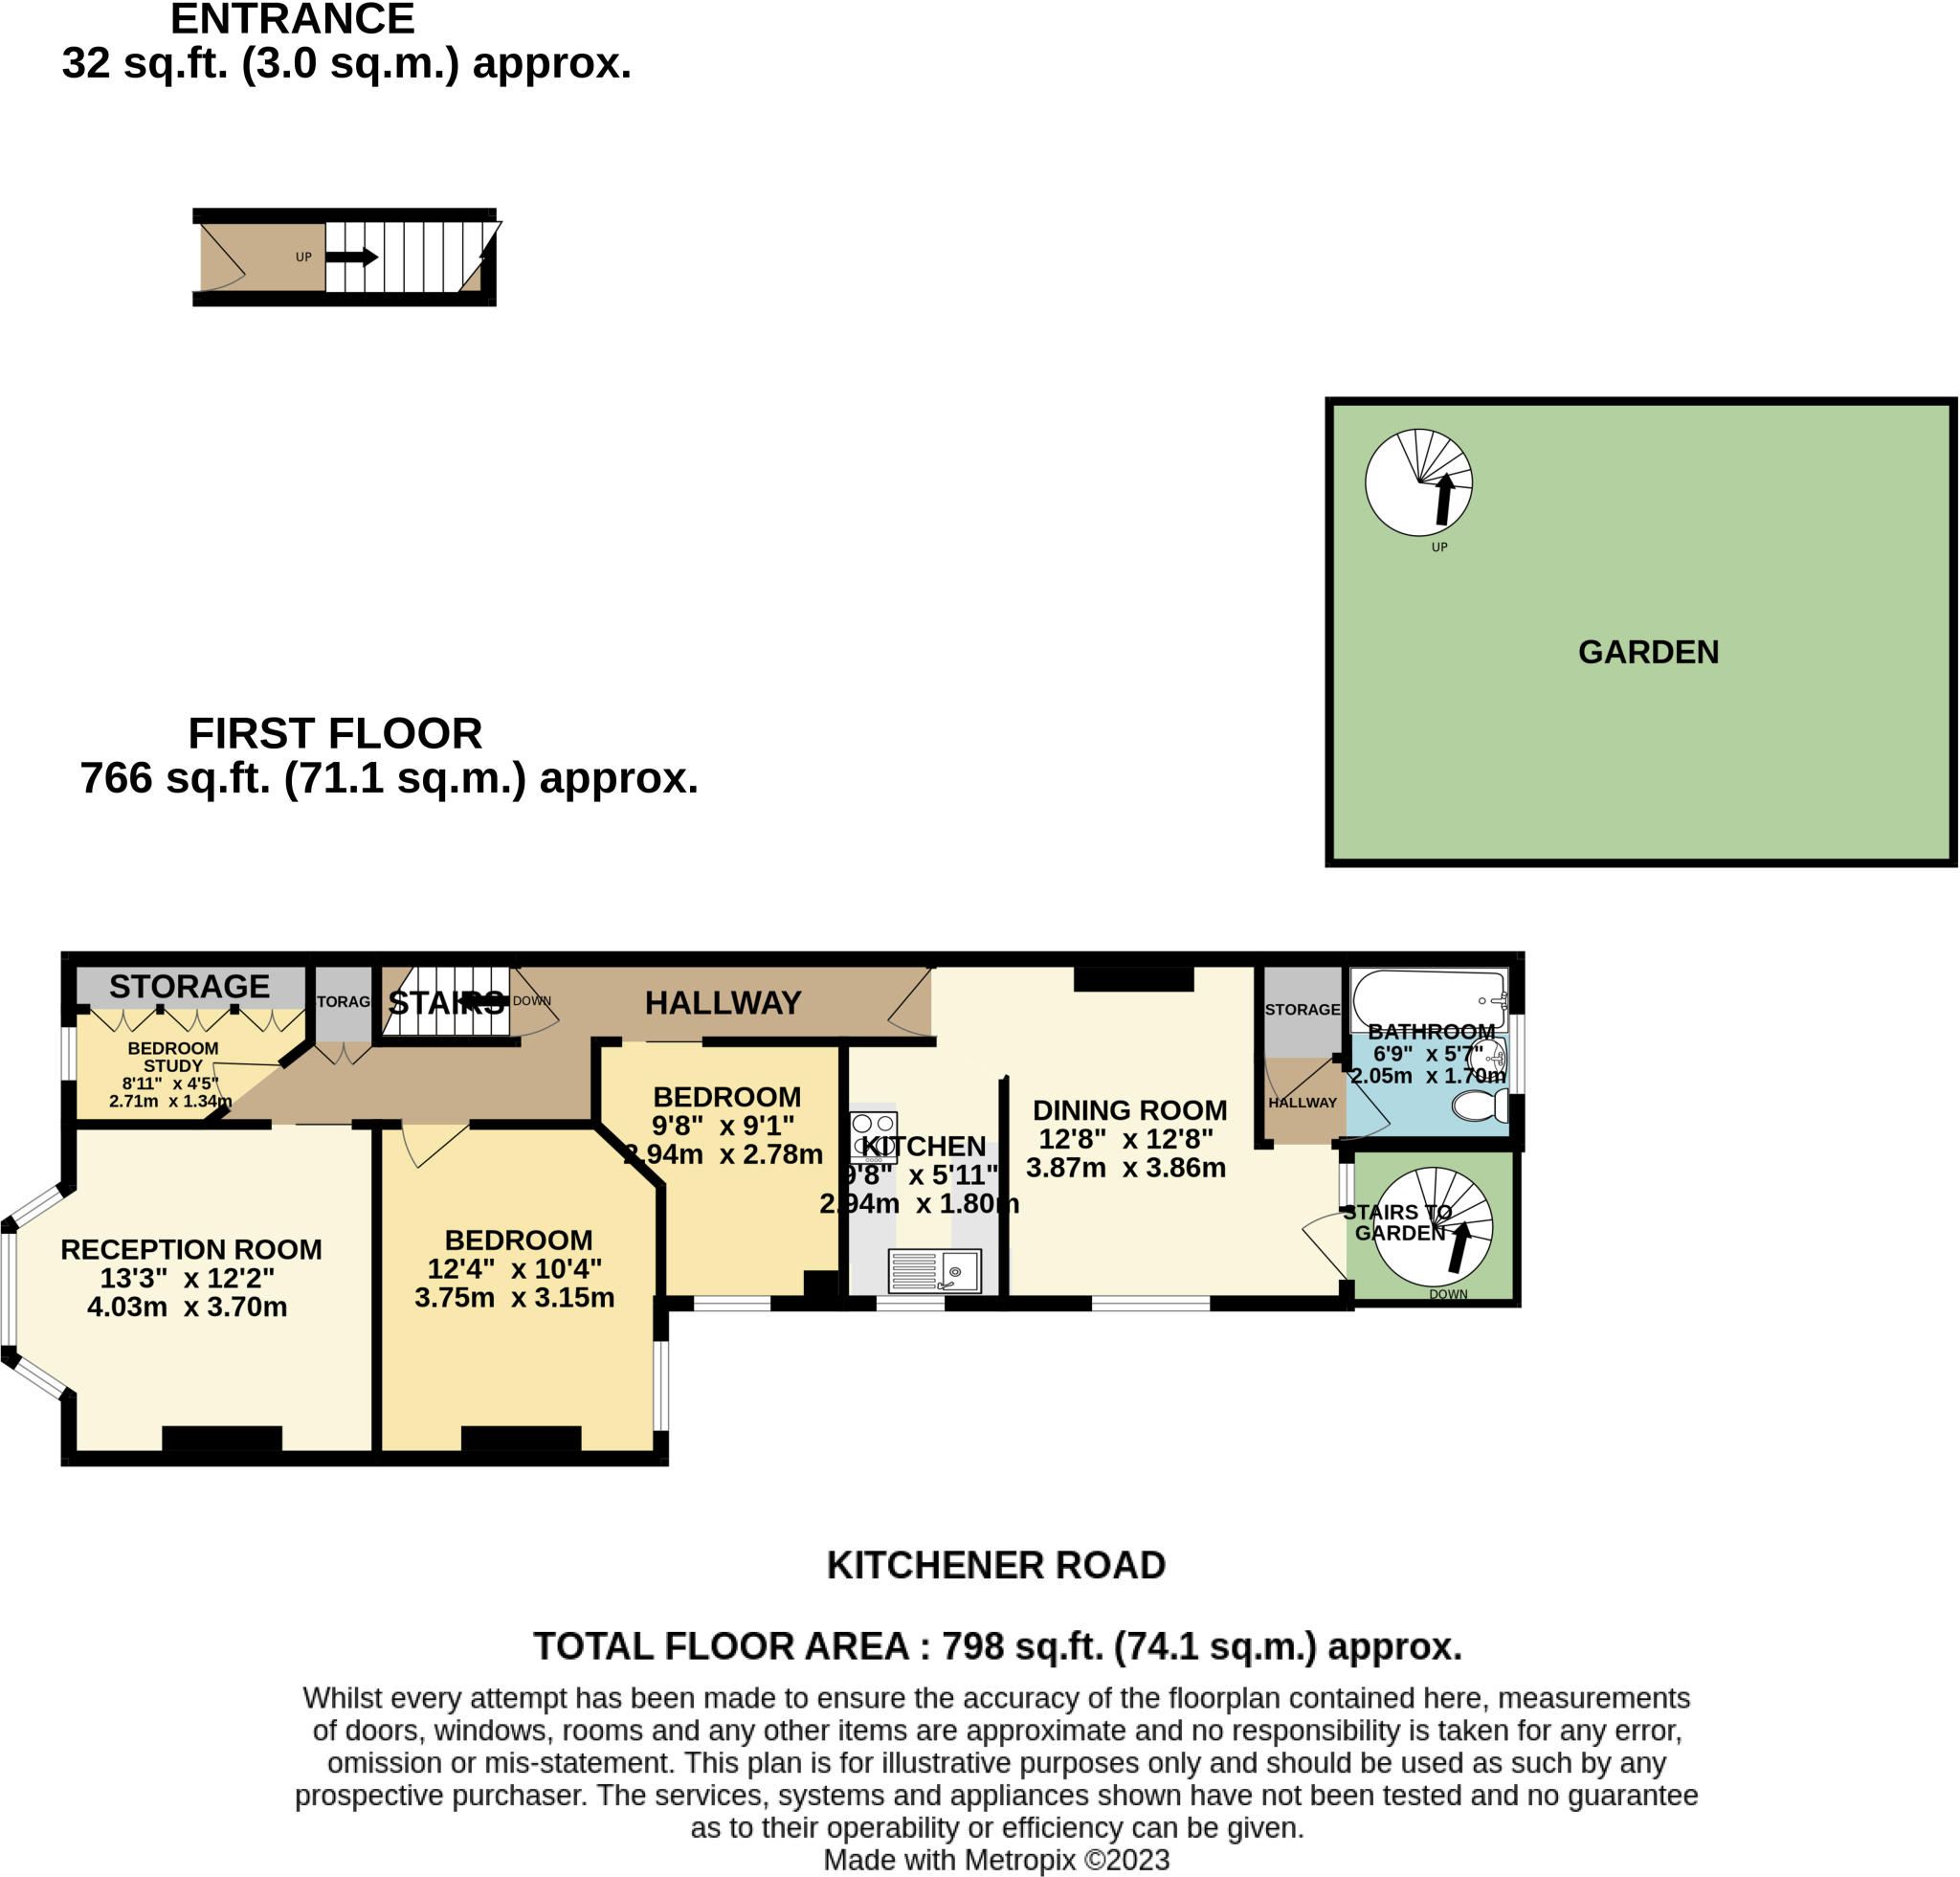 ENTRANCE
32 sq.ft. (3.0 sq.m.) approx.
UP
UP
GARDEN
FIRST FLOOR
766 sq.ft. (71.1 sq.m.) approx.
STORAGE
TORAG
STAIRS
DOWN
HALLWAY
STORAGE
BATHROOM
6'9" x 5'7"
2.05m x 1.70m
HALLWAY
BEDROOM
STUDY
8'11" x 4'5"
2.71m x 1.34m
BEDROOM
9'8" x 9'1"
2.94m x 2.78m
KITCHEN
9'8" x 5'11"
2.94m x 1.80m
DINING ROOM
12'8" x 12'8"
3.87m x 3.86m
STAIRS TO
GARDEN
DOWN
RECEPTION ROOM
13'3" x 12'2"
4.03m x 3.70m
BEDROOM
12'4" x 10'4"
3.75m x 3.15m
KITCHENER ROAD
TOTAL FLOOR AREA : 798 sq.ft. (74.1 sq.m.) approx.
Whilst every attempt has been made to ensure the accuracy of the floorplan contained here, measurements
of doors, windows, rooms and any other items are approximate and no responsibility is taken for any error,
omission or mis-statement. This plan is for illustrative purposes only and should be used as such by any
prospective purchaser. The services, systems and appliances shown have not been tested and no guarantee
as to their operability or efficiency can be given.
Made with Metropix ©2023